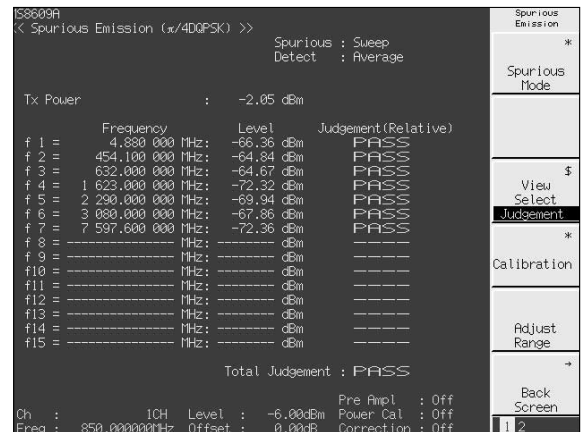 MS8609A
<< Spurious Emission (π/4DQPSK) >>
Spurious : Sweep
Detect : Average
Tx Power : -2.05 dBm
Frequency Level Judgement(Relative)
f 1 = 4.880 000 MHz: -66.36 dBm PASS
f 2 = 454.100 000 MHz: -64.84 dBm PASS
f 3 = 632.000 000 MHz: -64.67 dBm PASS
f 4 = 1 623.000 000 MHz: -72.32 dBm PASS
f 5 = 2 290.000 000 MHz: -69.94 dBm PASS
f 6 = 3 080.000 000 MHz: -67.86 dBm PASS
f 7 = 7 597.600 000 MHz: -72.36 dBm PASS
f 8 = -------------- MHz: -------- dBm ------
f 9 = -------------- MHz: -------- dBm ------
f10 = -------------- MHz: -------- dBm ------
f11 = -------------- MHz: -------- dBm ------
f12 = -------------- MHz: -------- dBm ------
f13 = -------------- MHz: -------- dBm ------
f14 = -------------- MHz: -------- dBm ------
f15 = -------------- MHz: -------- dBm ------
Total Judgement : PASS
Pre Ampl : Off
Ch : 1CH Level : -6.00dBm Power Cal : Off
Freq : 850.000000MHz Offset : 0.00dB Correction : Off
Spurious
Emission
*
Spurious
Mode
$
View
Select
Judgement
*
Calibration
Adjust
Range
→
Back
Screen
1 2